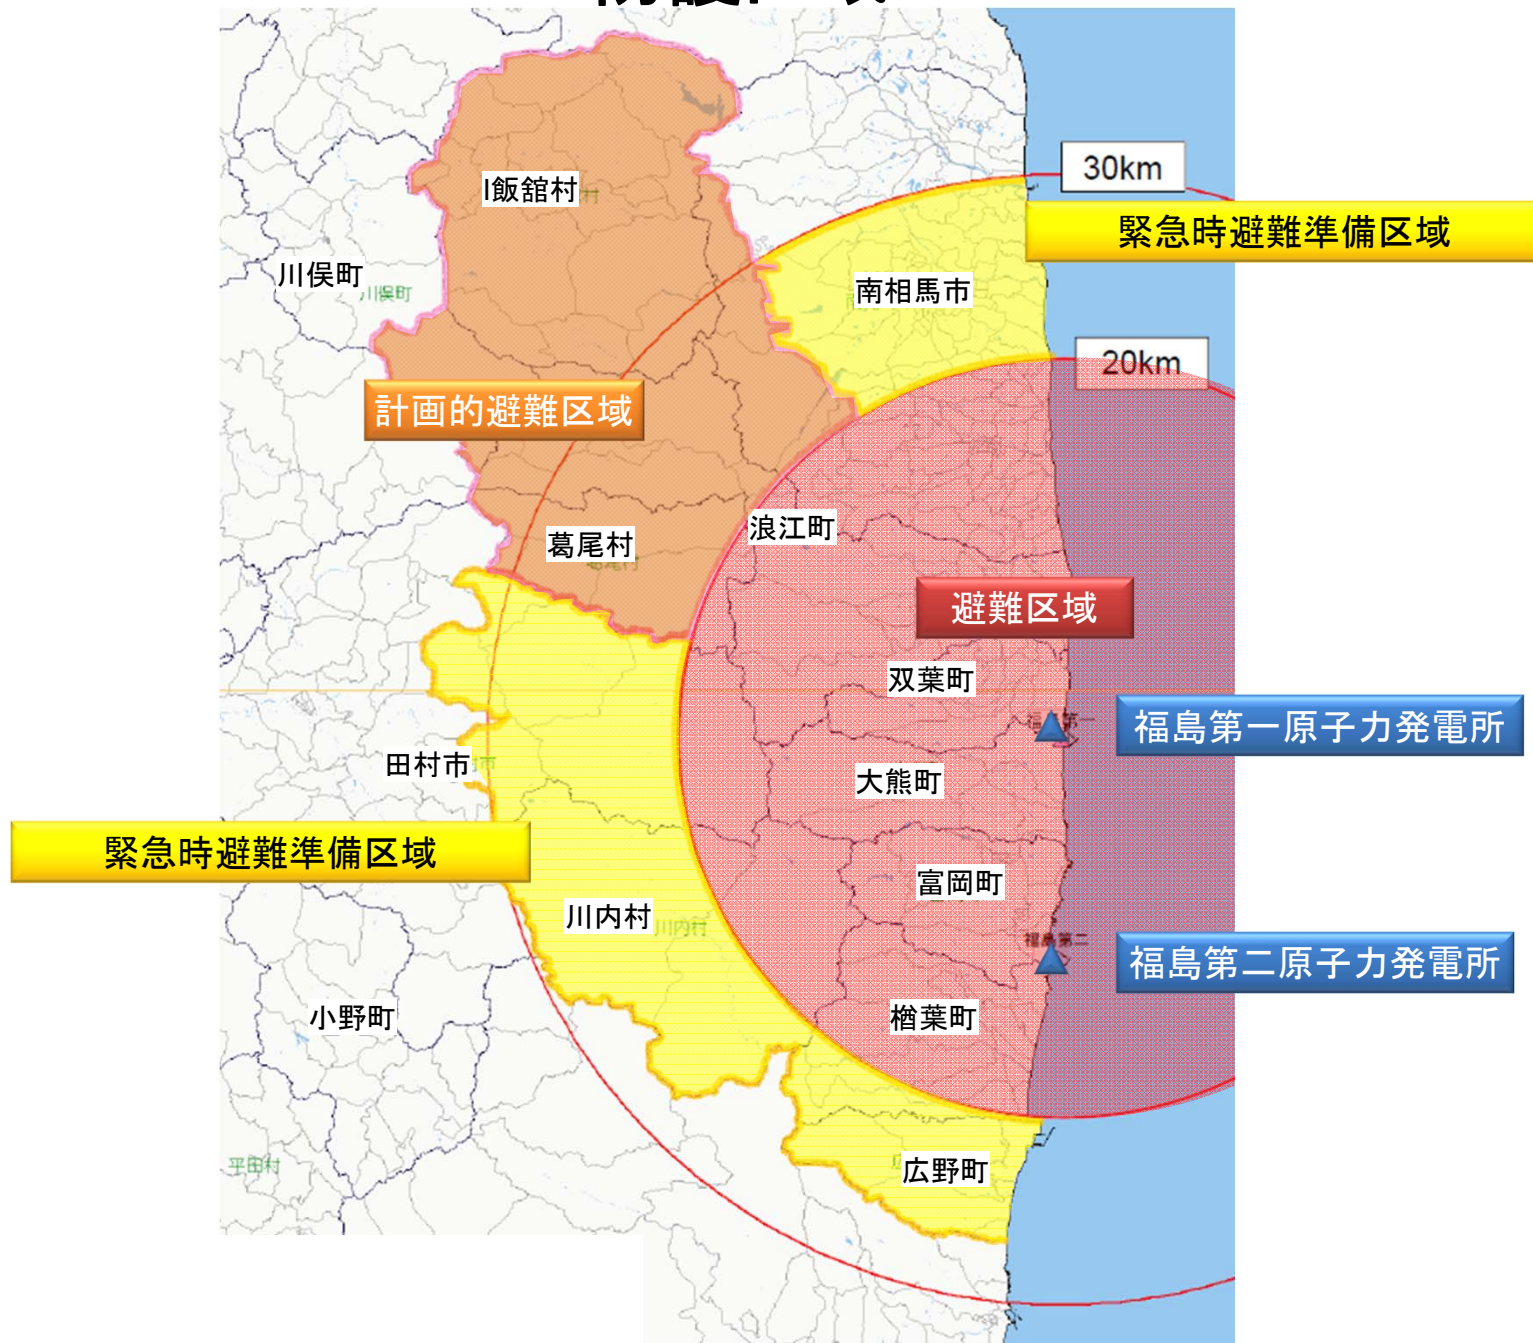 30km
緊急時避難準備区域
I飯舘村
川俣町
川俣町
南相馬市
20km
計画的避難区域
浪江町
葛尾村
避難区域
双葉町
福島第一原子力発電所
田村市
大熊町
緊急時避難準備区域
富岡町
川内村
川内村
福島第二
福島第二原子力発電所
小野町
楢葉町
平田村
広野町